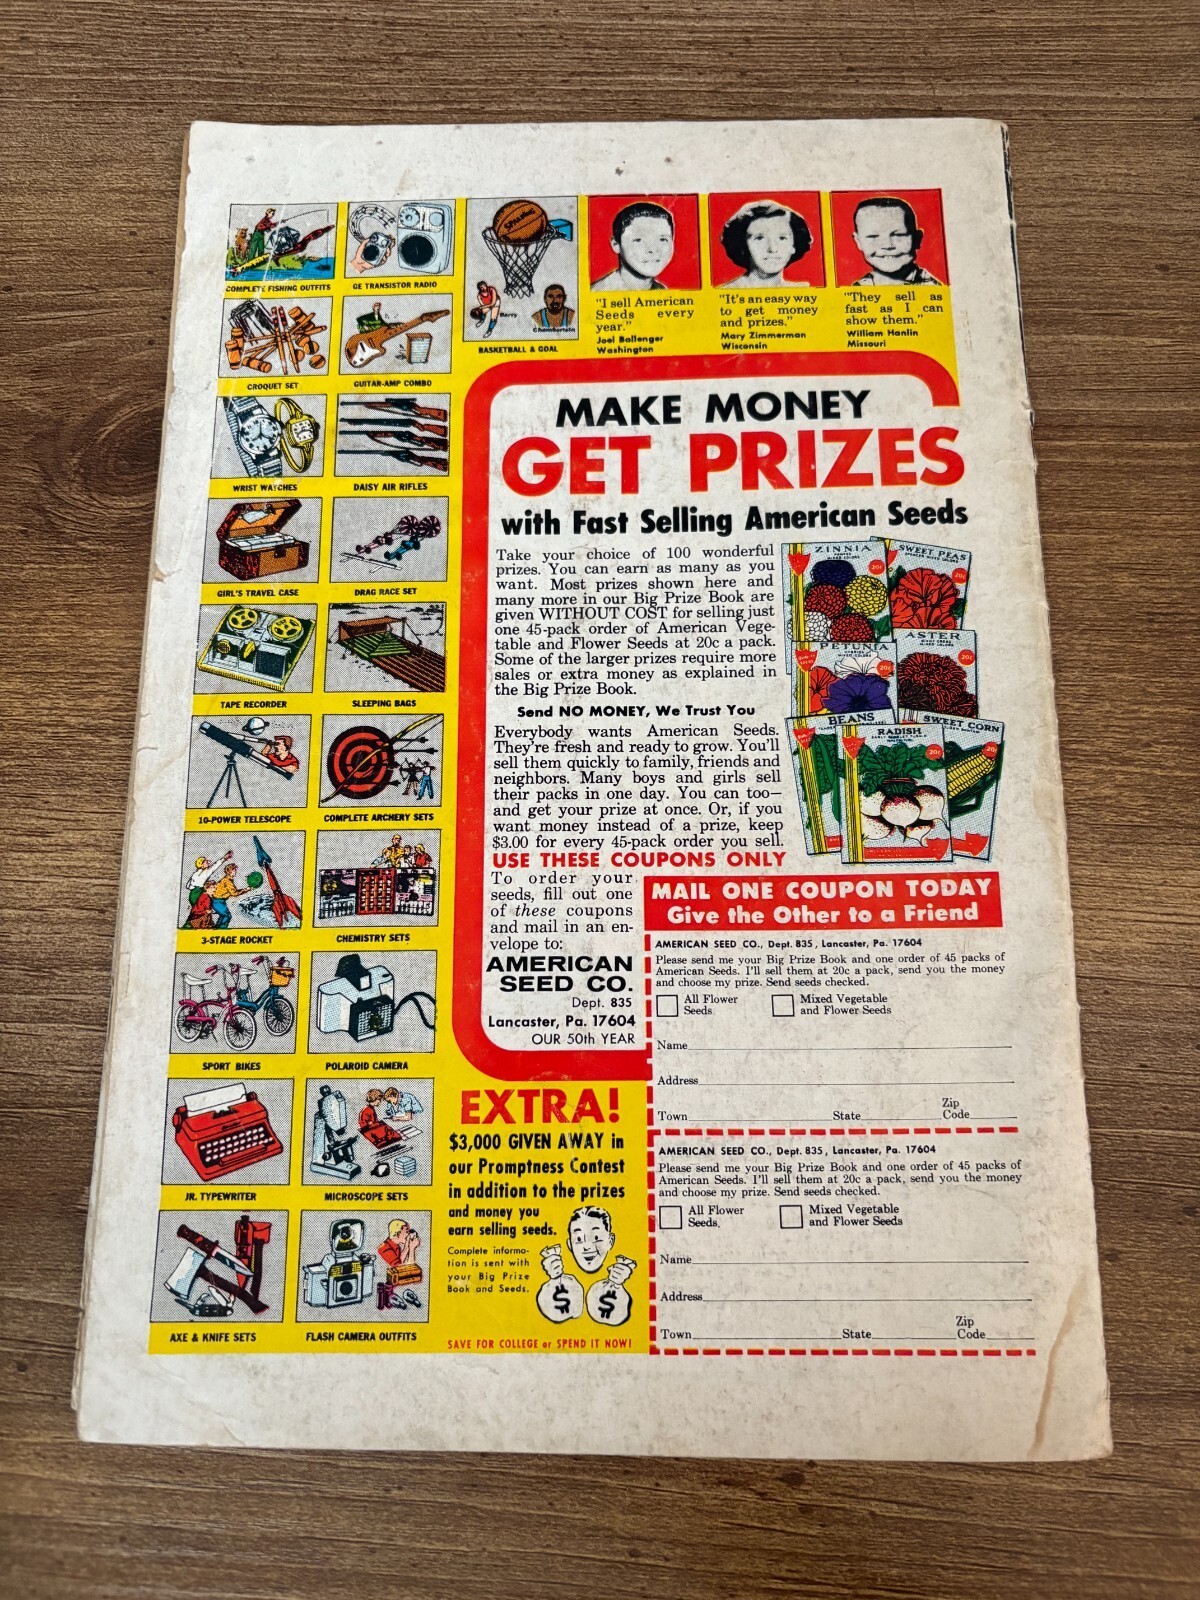 COMPLETE FISHING OUTFITS
GE TRANSISTOR RADIO
SPALDING
Barry
Chamberlain
BASKETBALL & GOAL
CROQUET SET
GUITAR-AMP COMBO
WRIST WATCHES
DAISY AIR RIFLES
GIRL'S TRAVEL CASE
DRAG RACE SET
TAPE RECORDER
SLEEPING BAGS
10-POWER TELESCOPE
COMPLETE ARCHERY SETS
3-STAGE ROCKET
CHEMISTRY SETS
SPORT BIKES
POLAROID CAMERA
JR. TYPEWRITER
MICROSCOPE SETS
AXE & KNIFE SETS
FLASH CAMERA OUTFITS
"I sell American
Seeds every
year."
Joel Ballenger
Washington
"It's an easy way
to get money
and prizes."
Mary Zimmerman
Wisconsin
"They sell as
fast as I can
show them."
William Hanlin
Missouri
MAKE MONEY
GET PRIZES
with Fast Selling American Seeds
Take your choice of 100 wonderful
prizes. You can earn as many as you
want. Most prizes shown here and
many more in our Big Prize Book are
given WITHOUT COST for selling just
one 45-pack order of American Vege-
table and Flower Seeds at 20c a pack.
Some of the larger prizes require more
sales or extra money as explained in
the Big Prize Book.
Send NO MONEY, We Trust You
Everybody wants American Seeds.
They're fresh and ready to grow. You'll
sell them quickly to family, friends and
neighbors. Many boys and girls sell
their packs in one day. You can too—
and get your prize at once. Or, if you
want money instead of a prize, keep
$3.00 for every 45-pack order you sell.
USE THESE COUPONS ONLY
To order your
seeds, fill out one
of these coupons
and mail in an en-
velope to:
AMERICAN
SEED CO.
Dept. 835
Lancaster, Pa. 17604
OUR 50th YEAR
ZINNIA
MIXED COLORS
20¢
SWEET PEAS
MIXED COLORS
20¢
PETUNIA
MIXED COLORS
20¢
ASTER
MIXED COLORS
20¢
BEANS
RADISH
20¢
SWEET CORN
20¢
MAIL ONE COUPON TODAY
Give the Other to a Friend
AMERICAN SEED CO., Dept. 835, Lancaster, Pa. 17604
Please send me your Big Prize Book and one order of 45 packs of
American Seeds. I'll sell them at 20c a pack, send you the money
and choose my prize. Send seeds checked.
All Flower
Seeds
Mixed Vegetable
and Flower Seeds
Name
Address
Town State Zip Code
AMERICAN SEED CO., Dept. 835, Lancaster, Pa. 17604
Please send me your Big Prize Book and one order of 45 packs of
American Seeds. I'll sell them at 20c a pack, send you the money
and choose my prize. Send seeds checked.
All Flower
Seeds
Mixed Vegetable
and Flower Seeds
Name
Address
Town State Zip Code
EXTRA!
$3,000 GIVEN AWAY in
our Promptness Contest
in addition to the prizes
and money you
earn selling seeds.
Complete informa-
tion is sent with
your Big Prize
Book and Seeds.
$ $
SAVE FOR COLLEGE or SPEND IT NOW!